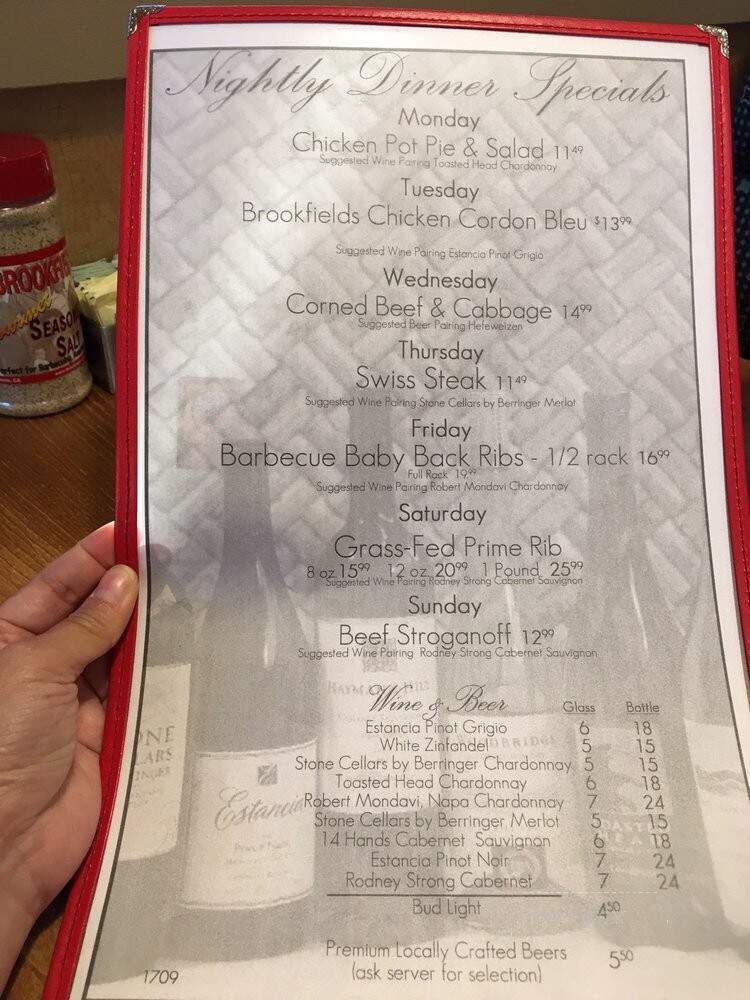 Nightly Dinner Specials
Monday
Chicken Pot Pie & Salad 11⁴⁹
Suggested Wine Pairing Toasted Head Chardonnay
Tuesday
Brookfields Chicken Cordon Bleu $13⁹⁹
Suggested Wine Pairing Estancia Pinot Grigio
Wednesday
Corned Beef & Cabbage 14⁹⁹
Suggested Beer Pairing Hefeweizen
Thursday
Swiss Steak 11⁴⁹
Suggested Wine Pairing Stone Cellars by Berringer Merlot
Friday
Barbecue Baby Back Ribs - 1/2 rack 16⁹⁹
Full Rack 19⁹⁹
Suggested Wine Pairing Robert Mondavi Chardonnay
Saturday
Grass-Fed Prime Rib
8 oz 15⁹⁹ 12 oz 20⁹⁹ 1 Pound 25⁹⁹
Suggested Wine Pairing Rodney Strong Cabernet Sauvignon
Sunday
Beef Stroganoff 12⁹⁹
Suggested Wine Pairing Rodney Strong Cabernet Sauvignon
Wine & Beer Glass Bottle
Estancia Pinot Grigio 6 18
White Zinfandel 5 15
Stone Cellars by Berringer Chardonnay 5 15
Toasted Head Chardonnay 6 18
Robert Mondavi, Napa Chardonnay 7 24
Stone Cellars by Berringer Merlot 5 15
14 Hands Cabernet Sauvignon 6 18
Estancia Pinot Noir 7 24
Rodney Strong Cabernet 7 24
Bud Light 4⁵⁰
Premium Locally Crafted Beers 5⁵⁰
(ask server for selection)
1709
Estancia